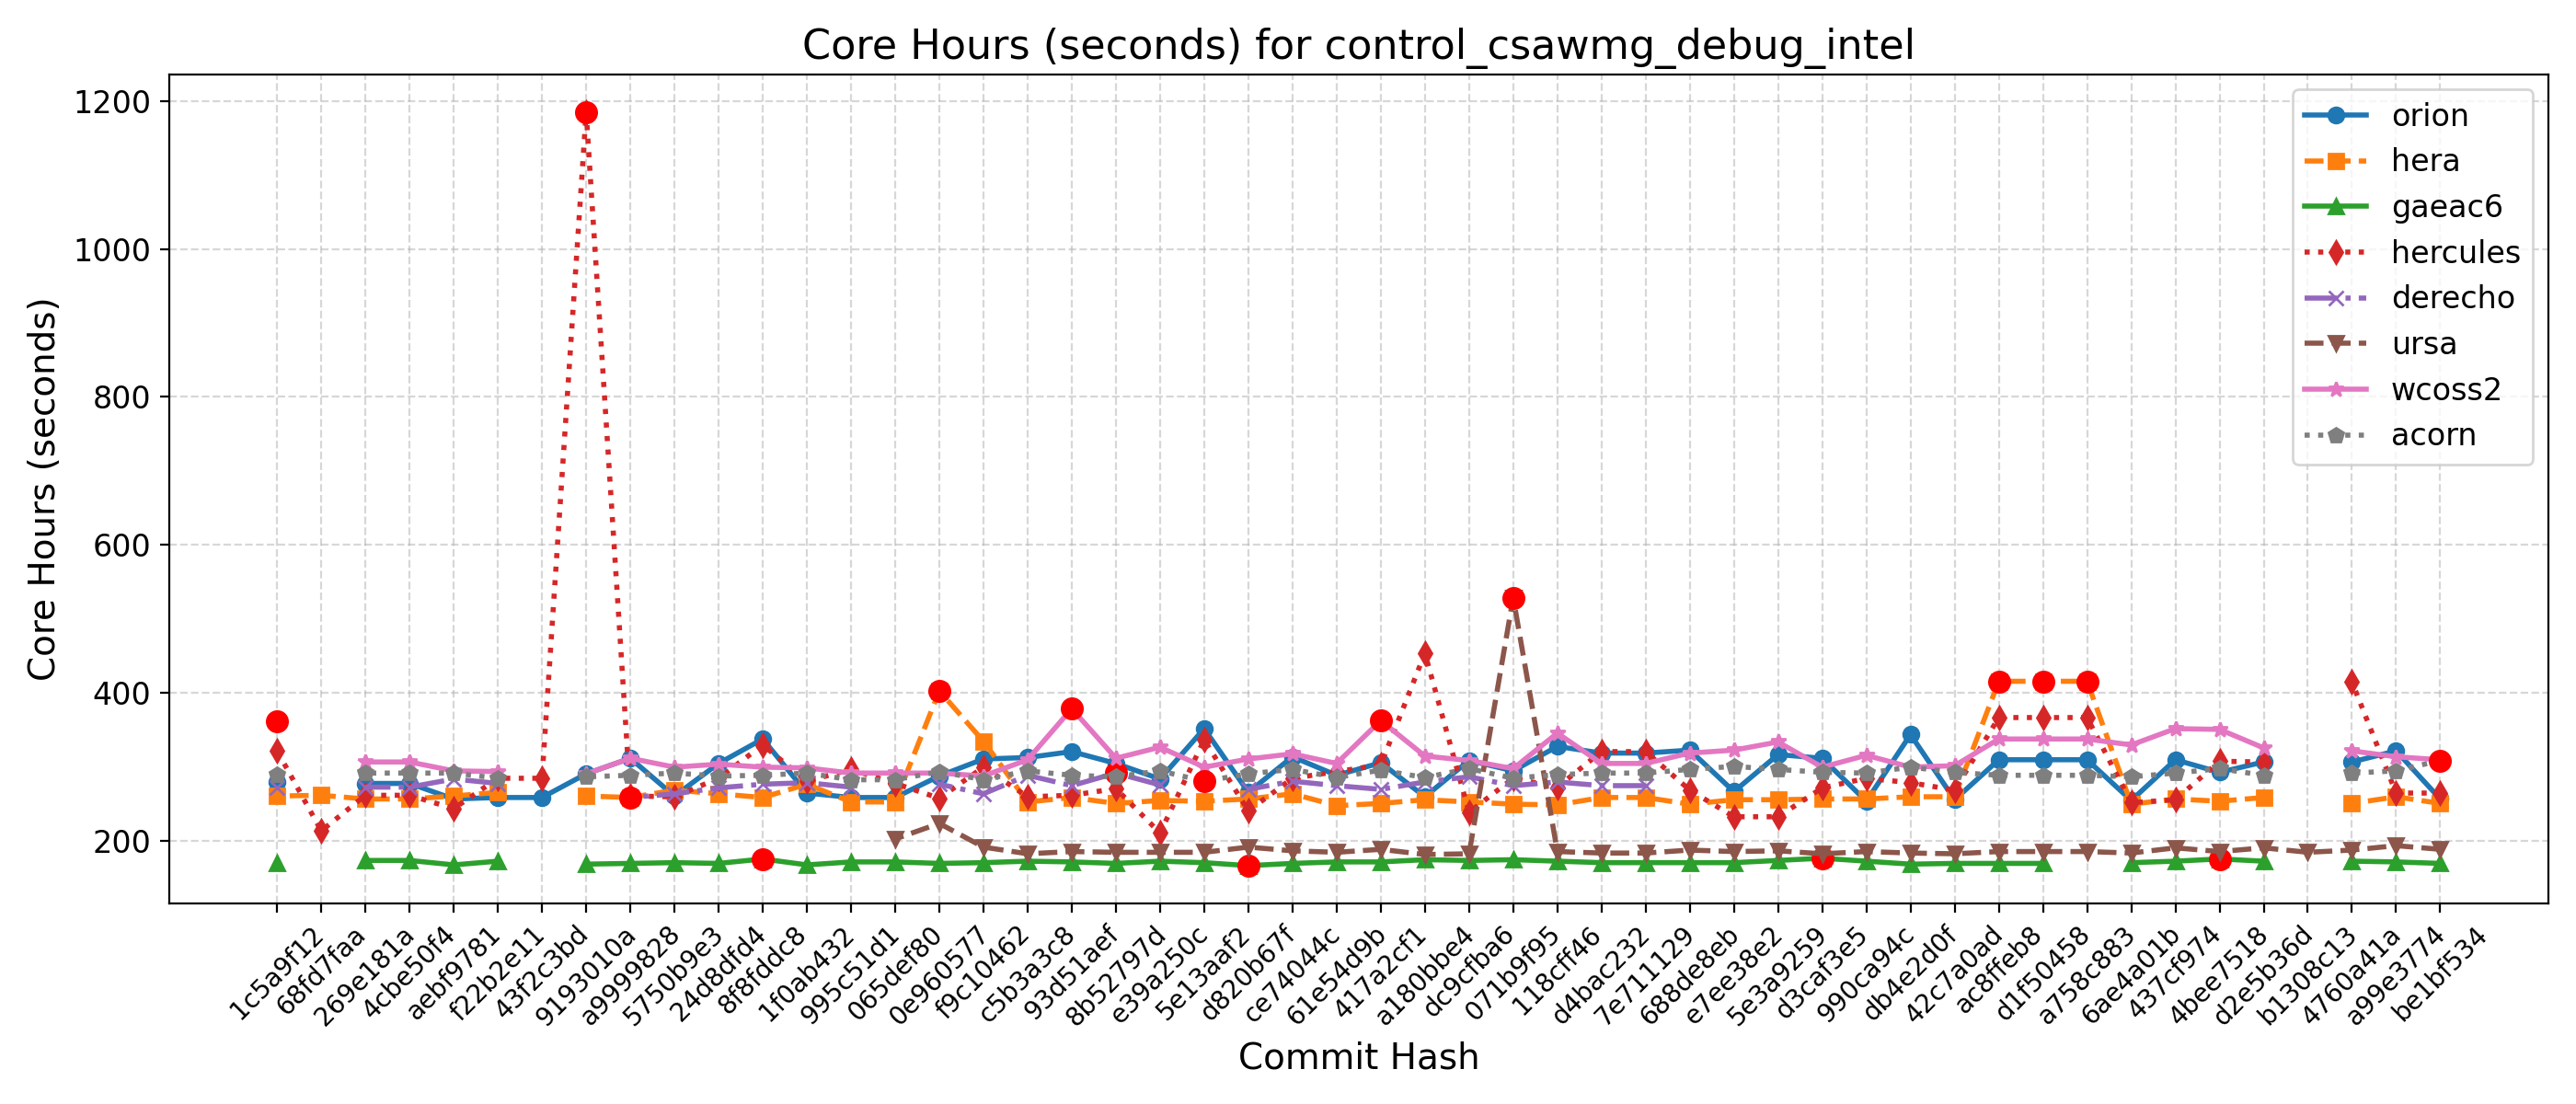 Core Hours (seconds) for control_csawmg_debug_intel
Core Hours (seconds)
1200
1000
800
600
400
200
orion
hera
gaeac6
hercules
derecho
ursa
wcoss2
acorn
1c5a9f12
68fd7faa
269e181a
4cbe50f4
aebf9781
f22b2e11
43f2c3bd
9193010a
a9999828
5750b9e3
24d8dfd4
8f8fddc8
1f0ab432
995c51d1
065def80
0e960577
f9c10462
c5b3a3c8
93d51aef
8b52797d
e39a250c
5e13aaf2
d820b67f
ce74044c
61e54d9b
417a2cf1
a180bbe4
dc9cfba6
071b9f95
118cff46
d4bac232
7e711129
688de8eb
e7ee38e2
5e3a9259
d3caf3e5
990ca94c
db4e2d0f
42c7a0ad
ac8ffeb8
d1f50458
a758c883
6ae4a01b
437cf974
4bee7518
d2e5b36d
b1308c13
4760a41a
a99e3774
be1bf534
Commit Hash